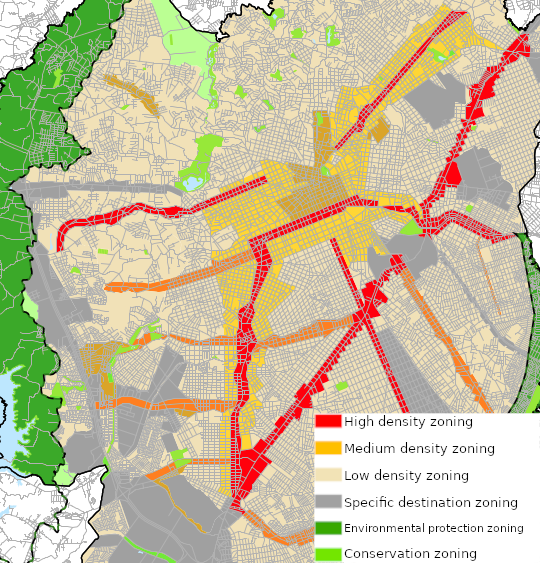 High density zoning
Medium density zoning
Low density zoning
Specific destination zoning
Environmental protection zoning
Conservation zoning